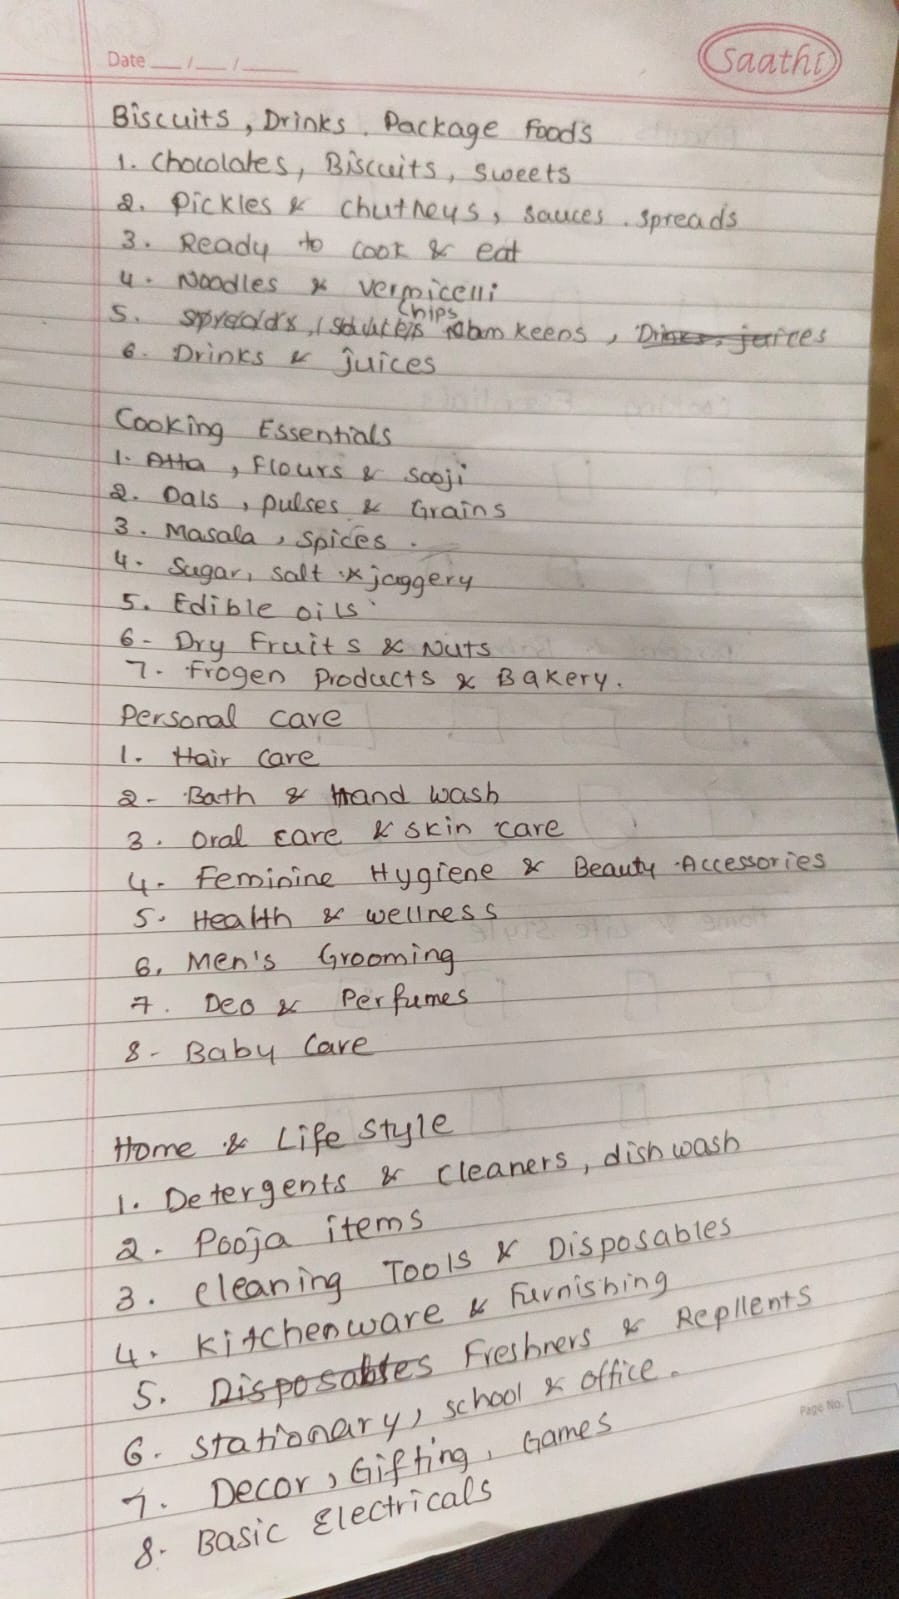 Date __/__/____
Saathi
Biscuits, Drinks. Package Foods
1. Chocolates, Biscuits, Sweets
2. Pickles & Chutneys, Sauces. Spreads
3. Ready to cook & eat
4. Noodles & Vermicelli
Chips
5. Spreads, Namkeens, Drinks, juices
6. Drinks & juices
Cooking Essentials
1. Atta, Flours & Sooji
2. Dals, pulses & Grains
3. Masala, Spices.
4. Sugar, salt & jaggery
5. Edible oils
6- Dry Fruits & Nuts
7. Frogen Products & Bakery.
Personal Care
1. Hair Care
2- Bath & Hand wash
3. Oral care & skin care
4- Feminine Hygiene & Beauty Accessories
5. Health & wellness
6. Men's Grooming
7. Deo & Perfumes
8- Baby Care
Home & Life Style
1. Detergents & Cleaners, dish wash
2. Pooja items
3. Cleaning Tools & Disposables
4. Kitchenware & Furnishing
5. Disposables Freshners & Repllents
6. Stationary, school & office.
7. Decor, Gifting, Games
8. Basic Electricals
Page No.